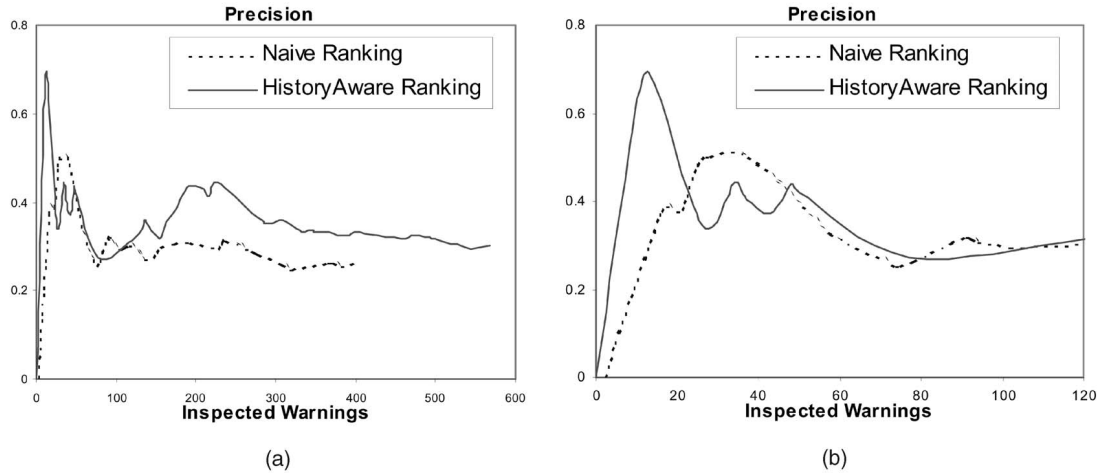 Precision
0.8
0.6
0.4
0.2
0
Naive Ranking
HistoryAware Ranking
0 100 200 300 400 500 600
Inspected Warnings
(a)
Precision
0.8
0.6
0.4
0.2
0
Naive Ranking
HistoryAware Ranking
0 20 40 60 80 100 120
Inspected Warnings
(b)